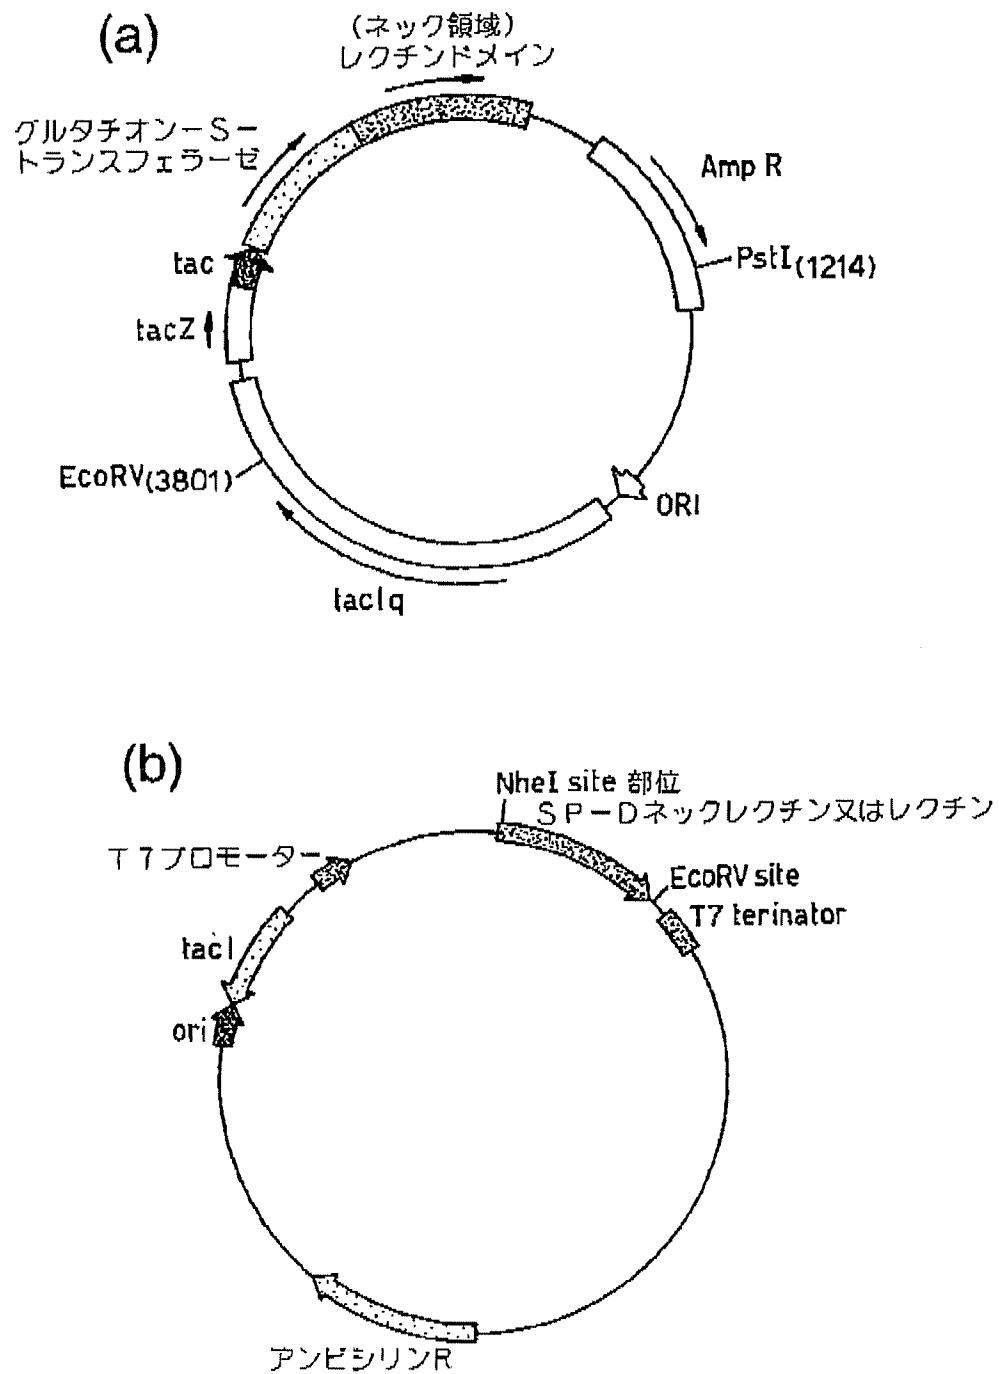 (a)
(ネック領域)
レクチンドメイン
グルタチオン－S－
トランスフェラーゼ
Amp R
tac
PstI(1214)
tacZ
EcoRV(3801)
ORI
tacIq
(b)
NheI site 部位
SP－Dネックレクチン又はレクチン
T7プロモーター
EcoRV site
T7 terinator
tacI
ori
アンピシリンR